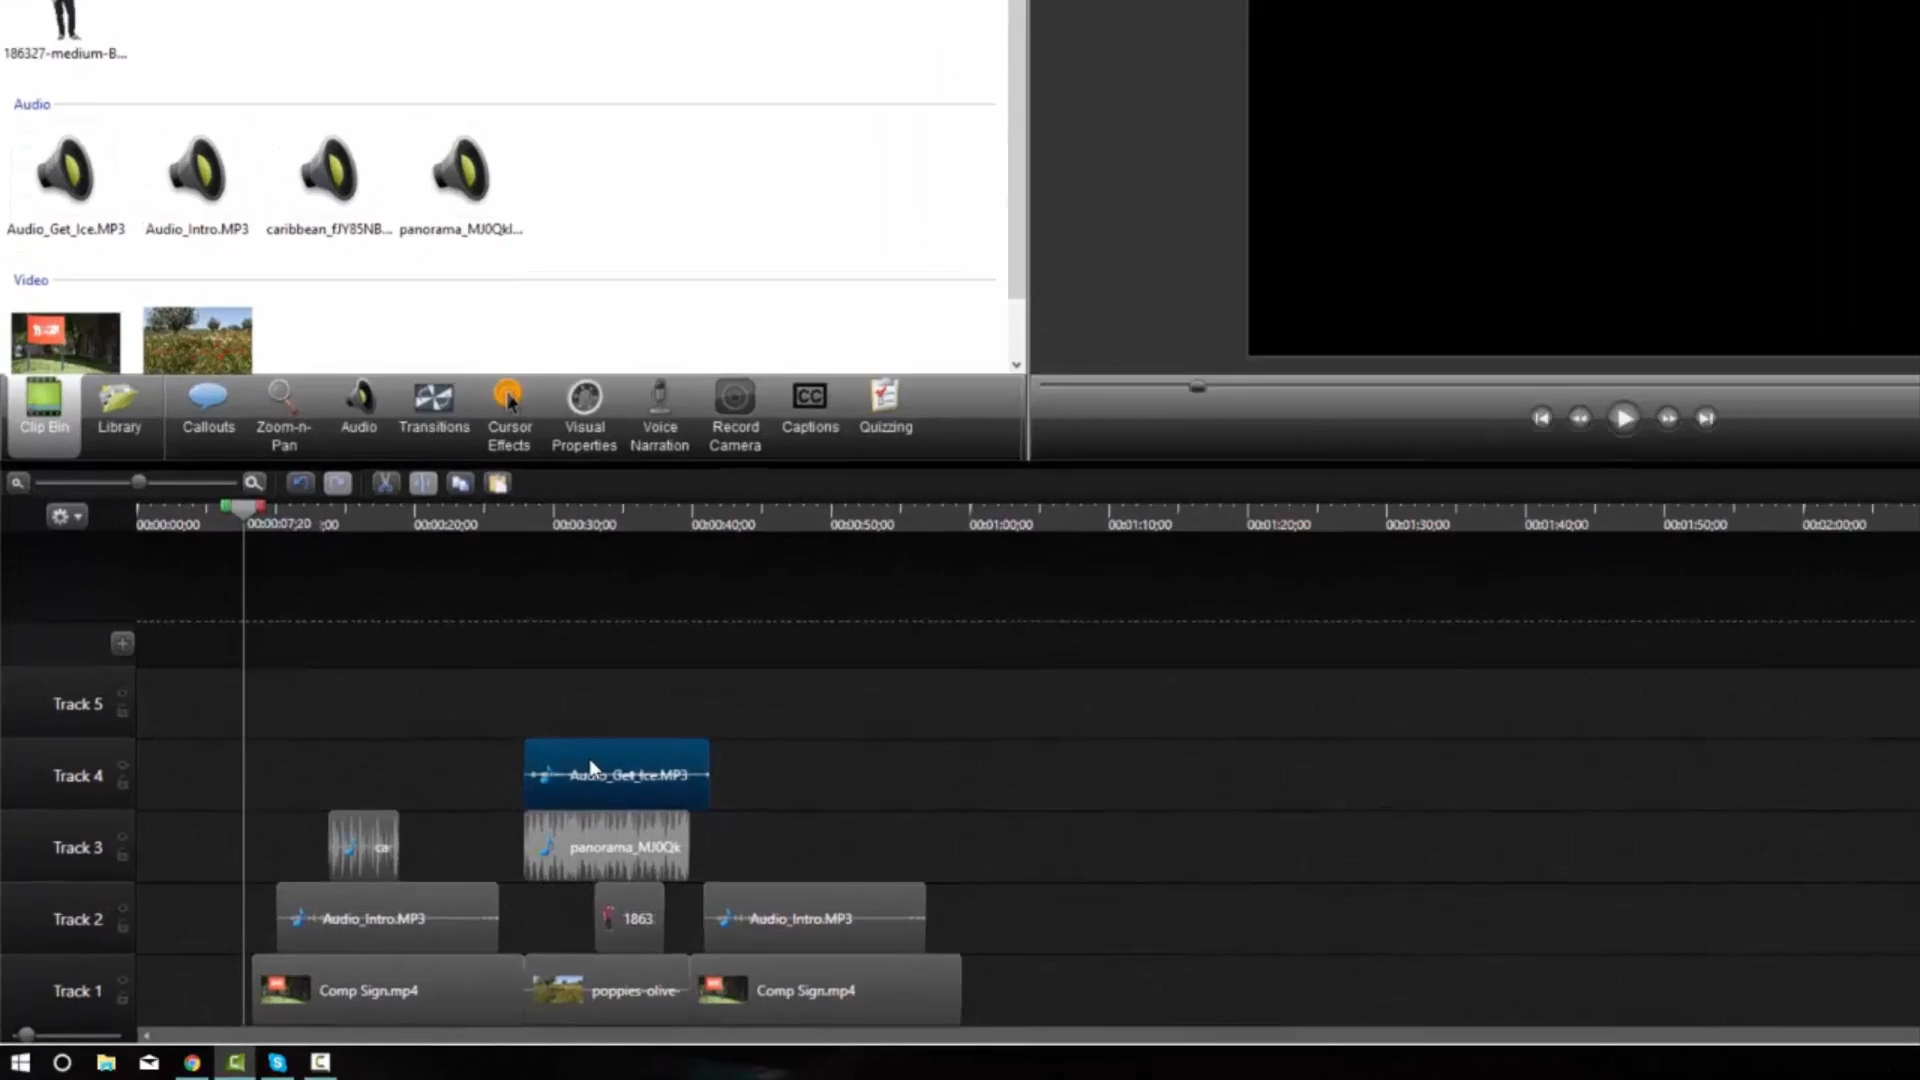 186327-medium-B...
Audio
Audio_Get_Ice.MP3
Audio_Intro.MP3
caribbean_fJY85NB...
panorama_MJ0QkI...
Video
Clip Bin
Library
Callouts
Zoom-n-
Pan
Audio
Transitions
Cursor
Effects
Visual
Properties
Voice
Narration
Record
Camera
CC
Captions
Quizzing
00:00:00;00
00:00:07;20
;00
00:00:20;00
00:00:30;00
00:00:40;00
00:00:50;00
00:01:00;00
00:01:10;00
00:01:20;00
00:01:30;00
00:01:40;00
00:01:50;00
00:02:00;00
Track 5
Track 4
Audio_Get_Ice.MP3
Track 3
car
panorama_MJ0Qk
Track 2
Audio_Intro.MP3
1863
Audio_Intro.MP3
Track 1
Comp Sign.mp4
poppies-olive-
Comp Sign.mp4